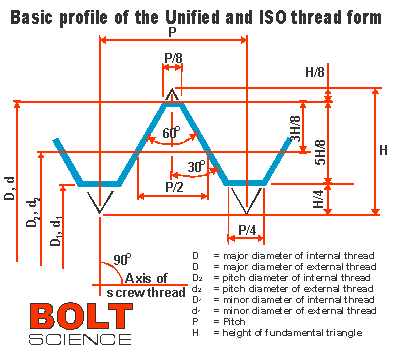 Basic profile of the Unified and ISO thread form
P
P/8
H/8
60°
30°
3H/8
5H/8
H
P/2
H/4
P/4
D, d
D2, d2
D1, d1
90°
Axis of
screw thread
D = major diameter of internal thread
D = major diameter of external thread
D2 = pitch diameter of internal thread
d2 = pitch diameter of external thread
D1 = minor diameter of internal thread
d1 = minor diameter of external thread
P = Pitch
H = height of fundamental triangle
BOLT
SCIENCE